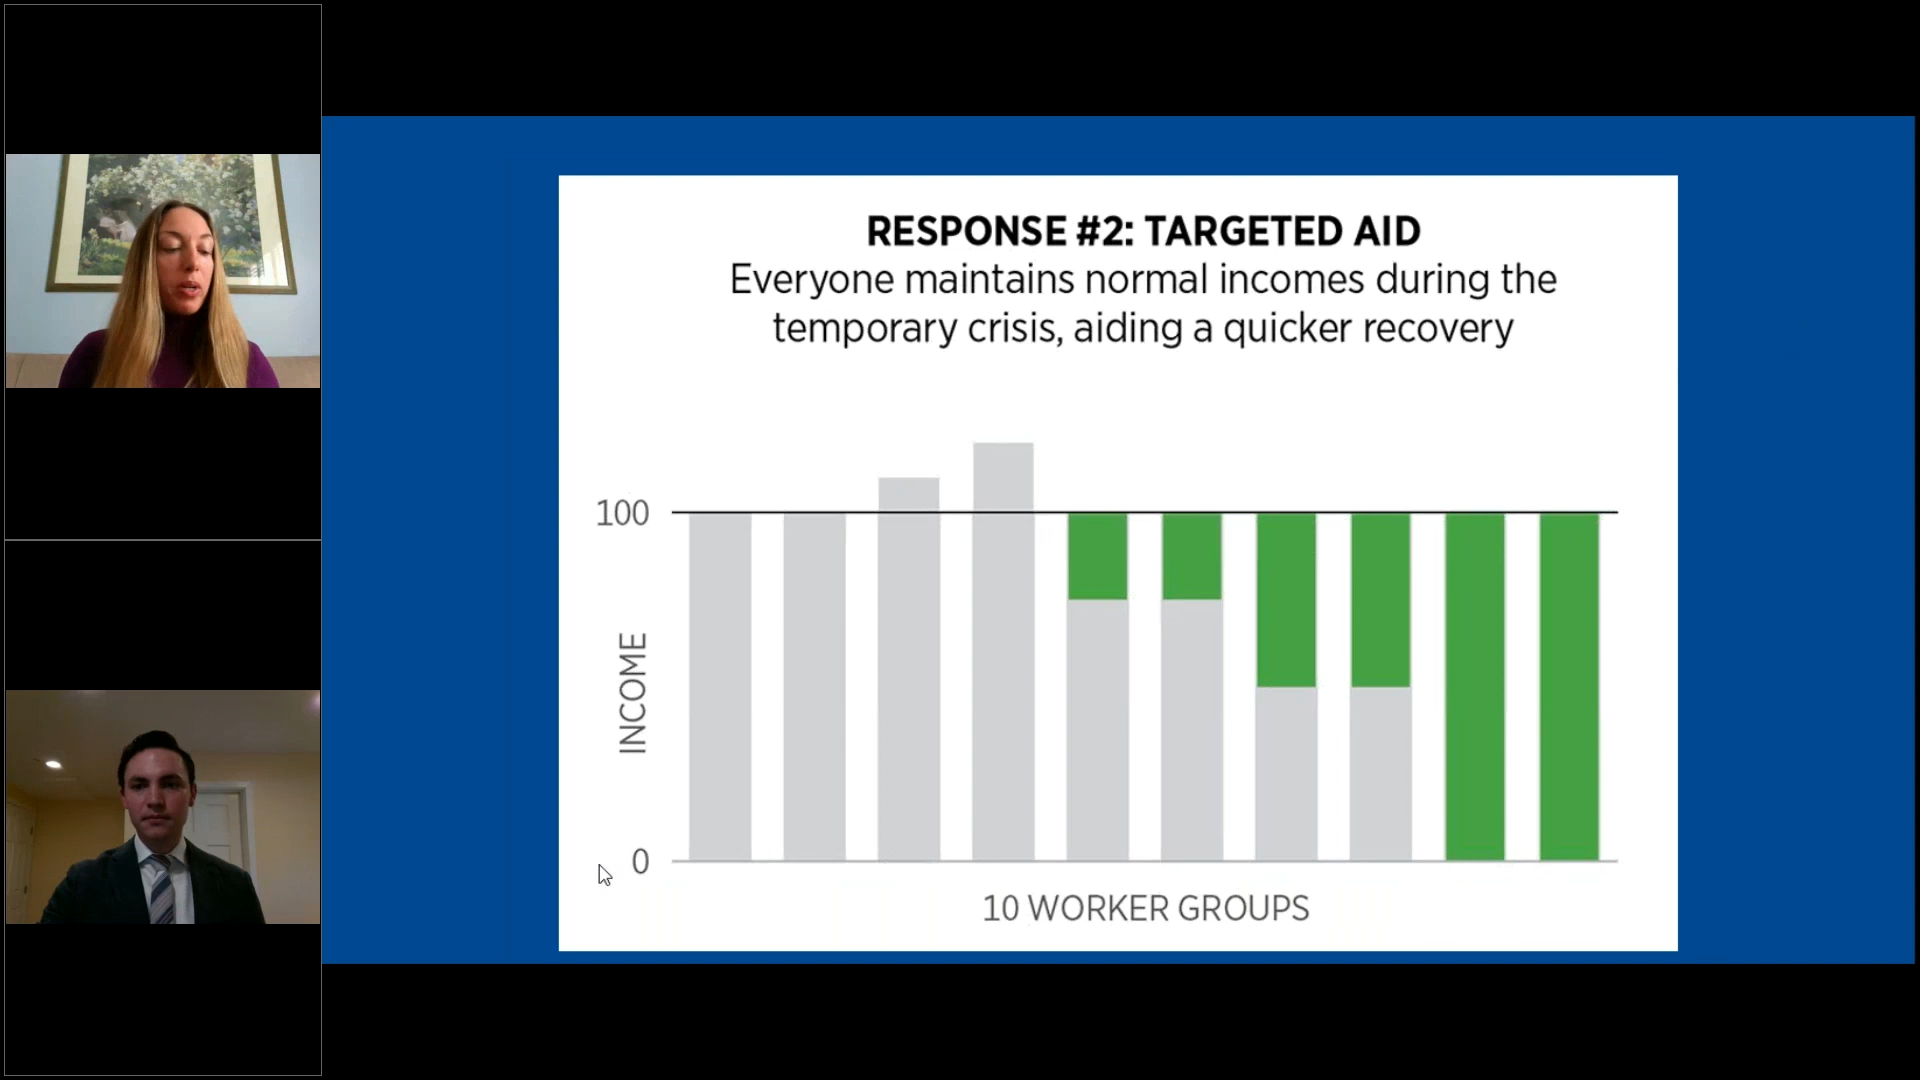 RESPONSE #2: TARGETED AID
Everyone maintains normal incomes during the
temporary crisis, aiding a quicker recovery
100
INCOME
0
10 WORKER GROUPS